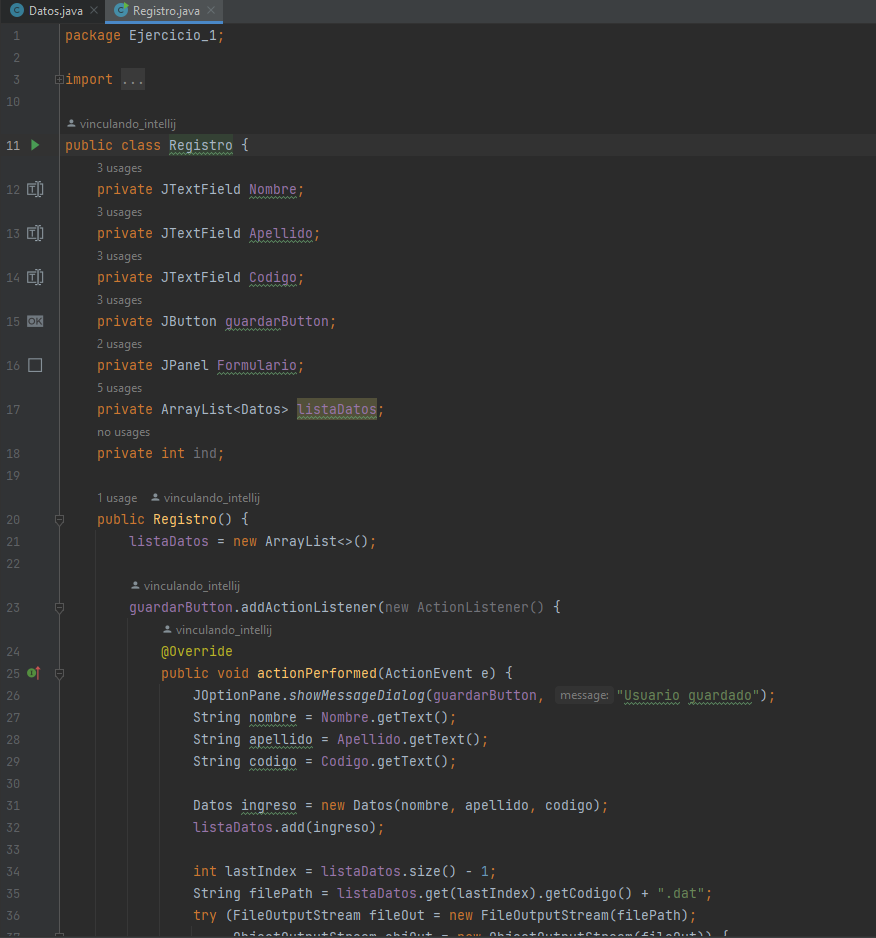 Datos.java Registro.java
1 package Ejercicio_1;
2
3 import ...
10
vinculando_intellij
11 public class Registro {
3 usages
12 private JTextField Nombre;
3 usages
13 private JTextField Apellido;
3 usages
14 private JTextField Codigo;
3 usages
15 OK private JButton guardarButton;
2 usages
16 private JPanel Formulario;
5 usages
17 private ArrayList<Datos> listaDatos;
no usages
18 private int ind;
19
1 usage vinculando_intellij
20 public Registro() {
21 listaDatos = new ArrayList<>();
22
vinculando_intellij
23 guardarButton.addActionListener(new ActionListener() {
vinculando_intellij
24 @Override
25 public void actionPerformed(ActionEvent e) {
26 JOptionPane.showMessageDialog(guardarButton, message: "Usuario guardado");
27 String nombre = Nombre.getText();
28 String apellido = Apellido.getText();
29 String codigo = Codigo.getText();
30
31 Datos ingreso = new Datos(nombre, apellido, codigo);
32 listaDatos.add(ingreso);
33
34 int lastIndex = listaDatos.size() - 1;
35 String filePath = listaDatos.get(lastIndex).getCodigo() + ".dat";
36 try (FileOutputStream fileOut = new FileOutputStream(filePath);
37 ObjectOutputStream objOut = new ObjectOutputStream(fileOut)) {